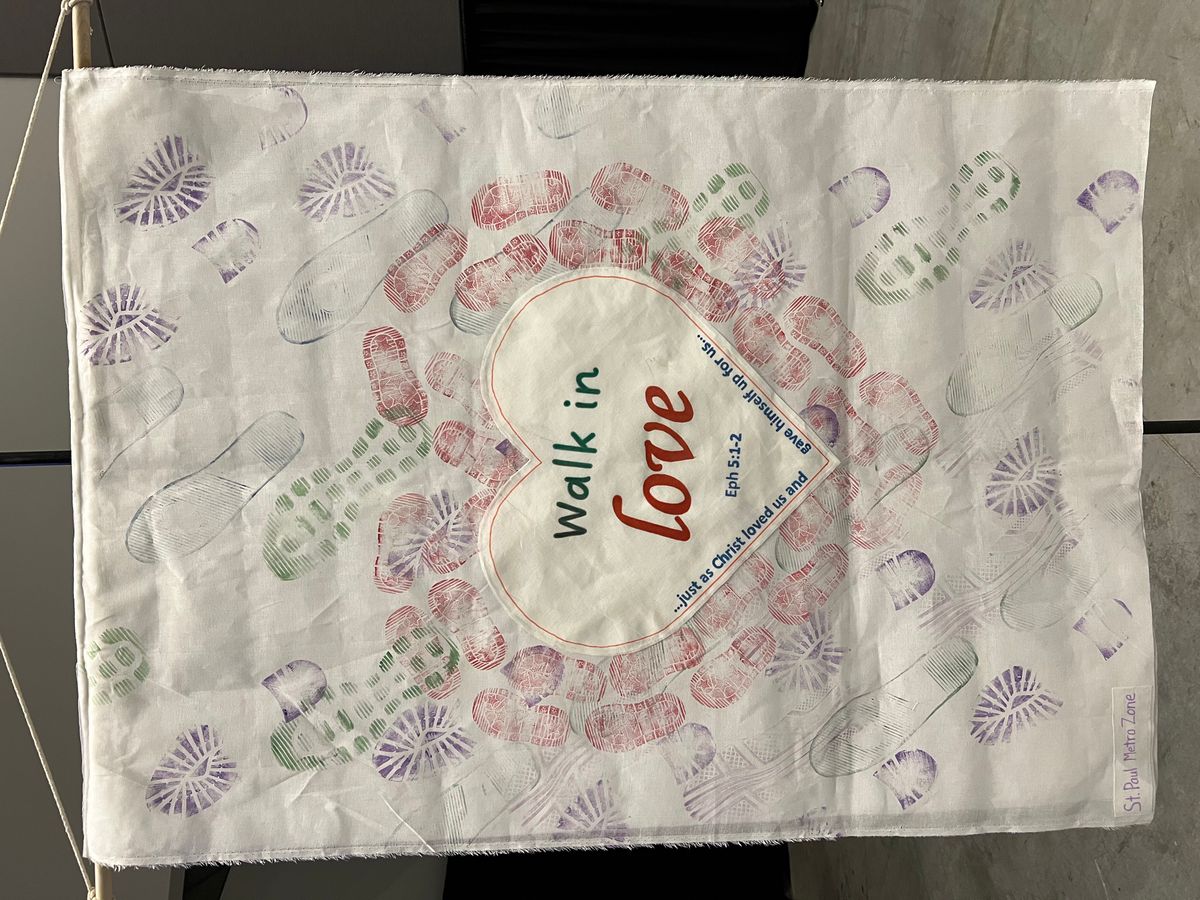 Walk in
love
Eph 5:1-2
...just as Christ loved us and gave himself up for us...
St. Paul Metro Zone